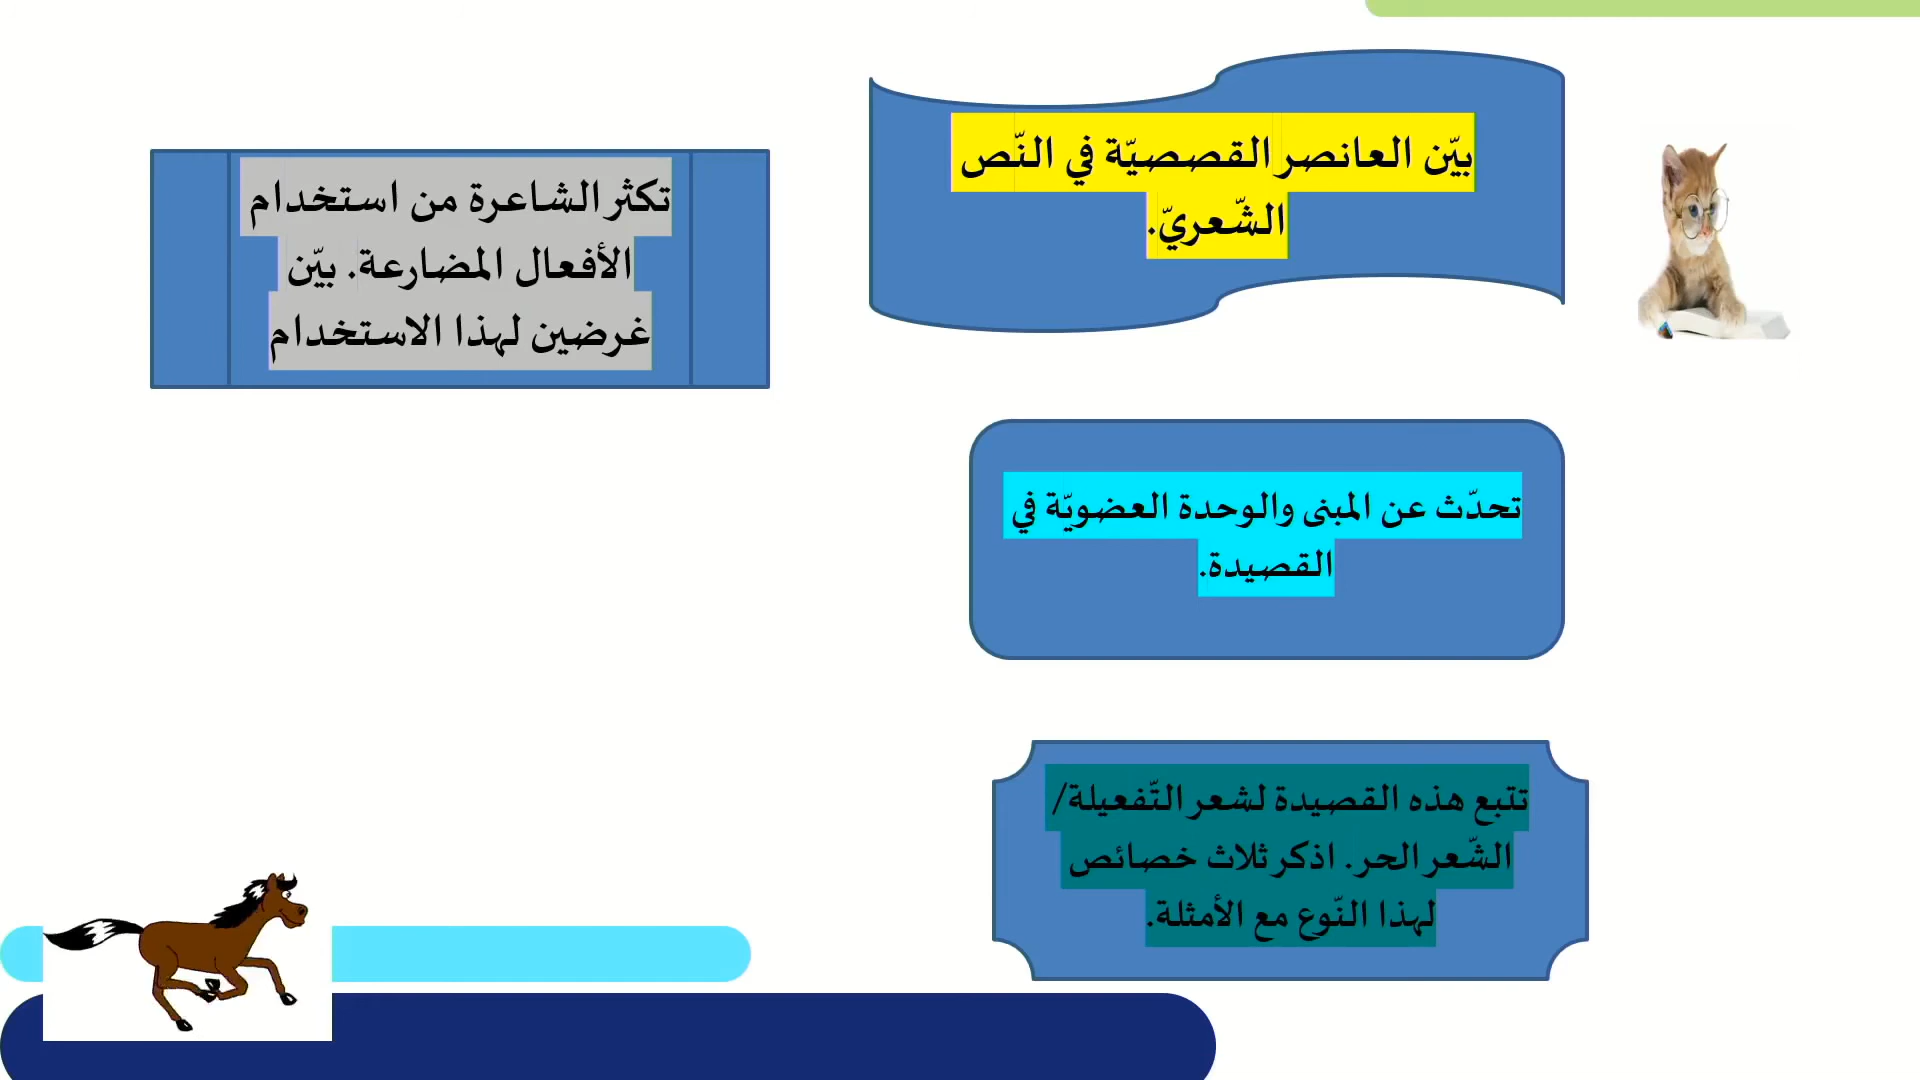 بيّن العانصر القصصيّة في النّص
الشّعريّ.
تكثر الشاعرة من استخدام
الأفعال المضارعة. بيّن
غرضين لهذا الاستخدام
تحدّث عن المبنى والوحدة العضويّة في
القصيدة.
تتبع هذه القصيدة لشعر التّفعيلة/
الشّعر الحر. اذكر ثلاث خصائص
لهذا النّوع مع الأمثلة.